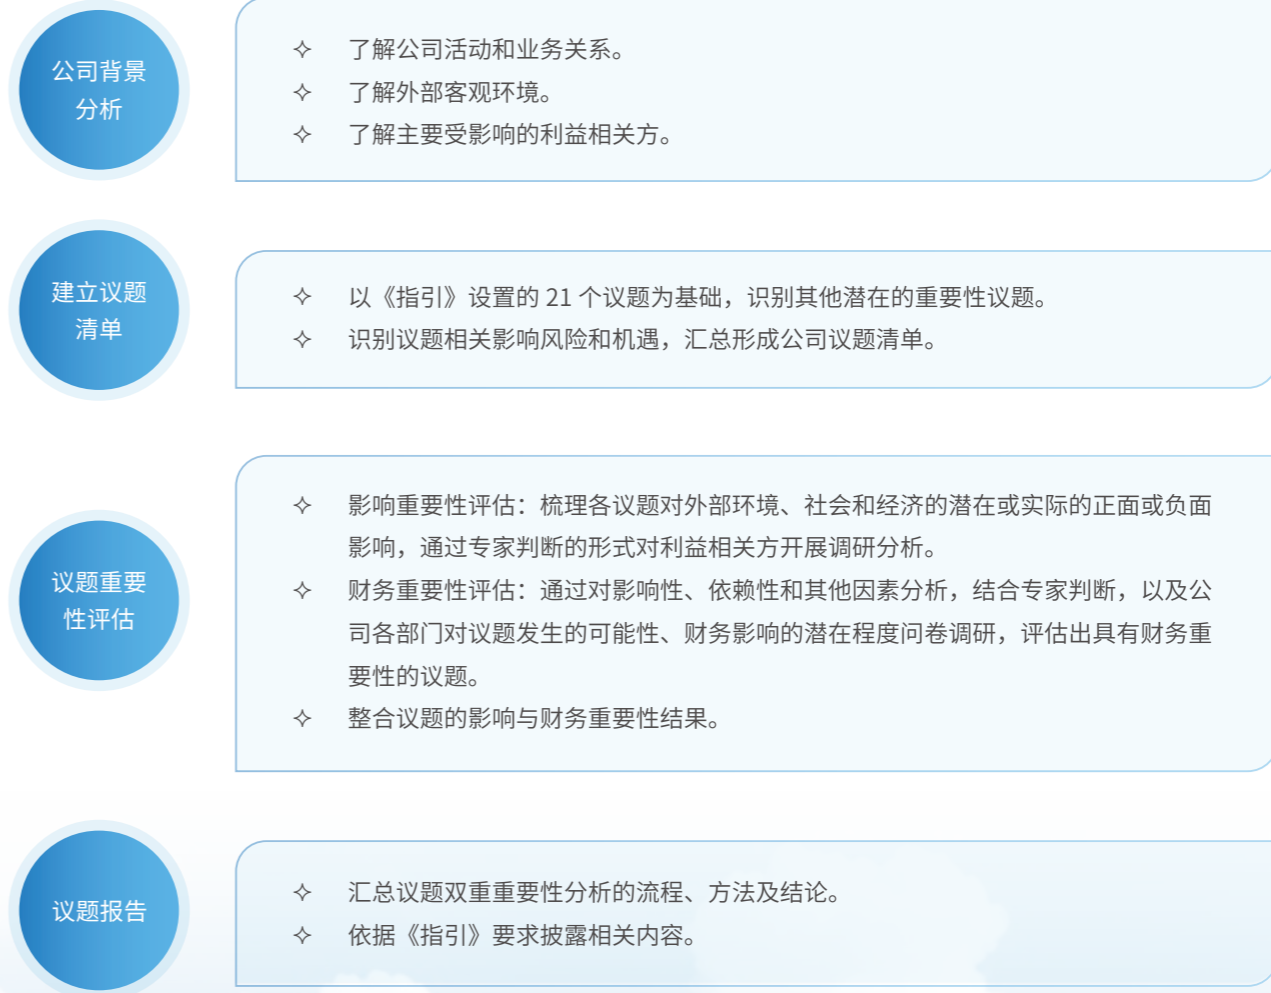 公司背景
分析
✧ 了解公司活动和业务关系。
✧ 了解外部客观环境。
✧ 了解主要受影响的利益相关方。
建立议题
清单
✧ 以《指引》设置的 21 个议题为基础，识别其他潜在的重要性议题。
✧ 识别议题相关影响风险和机遇，汇总形成公司议题清单。
议题重要
性评估
✧ 影响重要性评估：梳理各议题对外部环境、社会和经济的潜在或实际的正面或负面
影响，通过专家判断的形式对利益相关方开展调研分析。
✧ 财务重要性评估：通过对影响性、依赖性和其他因素分析，结合专家判断，以及公
司各部门对议题发生的可能性、财务影响的潜在程度问卷调研，评估出具有财务重
要性的议题。
✧ 整合议题的影响与财务重要性结果。
议题报告
✧ 汇总议题双重重要性分析的流程、方法及结论。
✧ 依据《指引》要求披露相关内容。